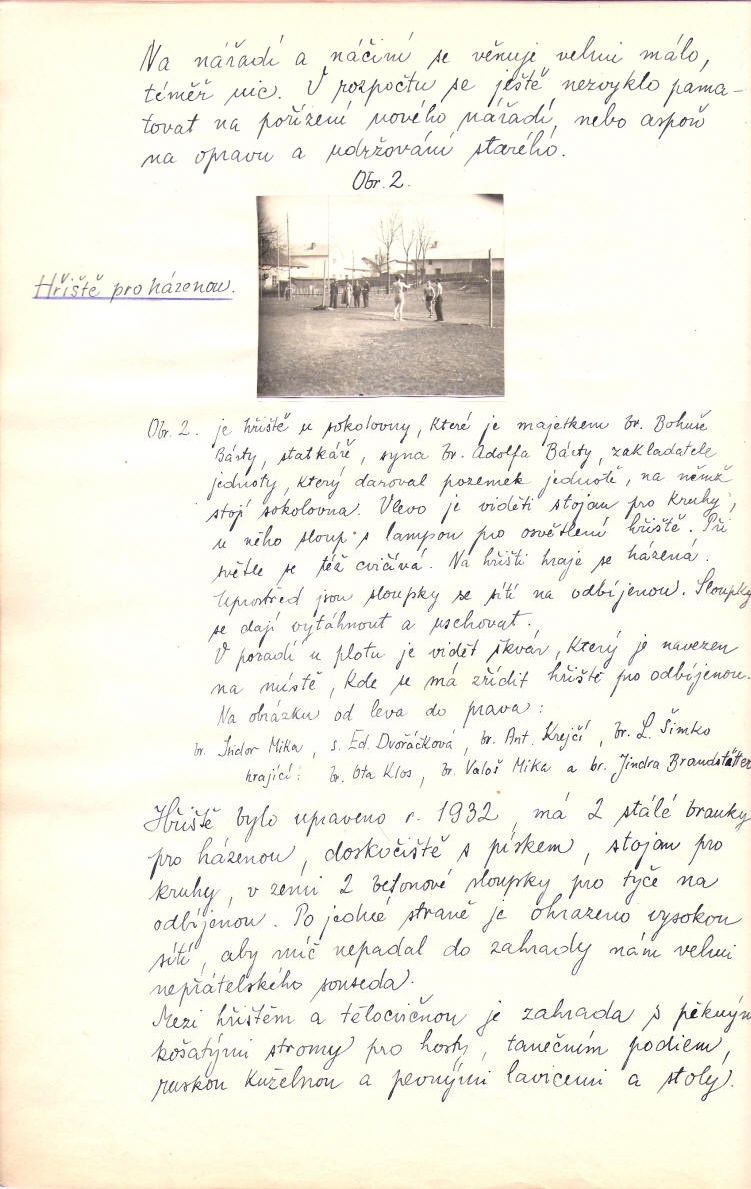 Na nářadí a náčiní se věnuje velmi málo,
téměř nic. V rozpočtu se ještě nezvyklo pama-
tovat na pořízení nového nářadí, nebo aspoň
na opravu a udržování starého.
Obr. 2.
Hřiště pro házenou.
Obr. 2. je hřiště u sokolovny, které je majetkem br. Bohuše
Bárty, statkáře, syna br. Adolfa Bárty, zakladatele
jednoty, který daroval pozemek jednotě, na němž
stojí sokolovna. Vlevo je viděti stojan pro kruhy,
u něho sloup s lampou pro osvětlení hřiště. Při
světle se též cvičívá. Na hřišti hraje se házená.
Uprostřed jsou sloupky se sítí na odbíjenou. Sloupky
se dají vytáhnout a uschovat.
V pozadí u plotu je vidět škvár, který je navezen
na místě, kde se má zřídit hřiště pro odbíjenou.
Na obrázku od leva do prava:
br. Isidor Mika, s. Ed. Dvořáčková, br. Ant. Krejčí, br. L. Šimko
hrající: br. Ota Klos, br. Valoš Mika a br. Jindra Brandstätter
Hřiště bylo upraveno r. 1932, má 2 stálé branky
pro házenou, doskočiště s pískem, stojan pro
kruhy, v zemi 2 betonové sloupky pro tyče na
odbíjenou. Po jedné straně je ohrazeno vysokou
sítí, aby míč nepadal do zahrady nám velmi
nepřátelského souseda.
Mezi hřištěm a tělocvičnou je zahrada s pěknými
košatými stromy pro hosty, tanečním podiem,
ruskou kuželnou a pevnými lavicemi a stoly.